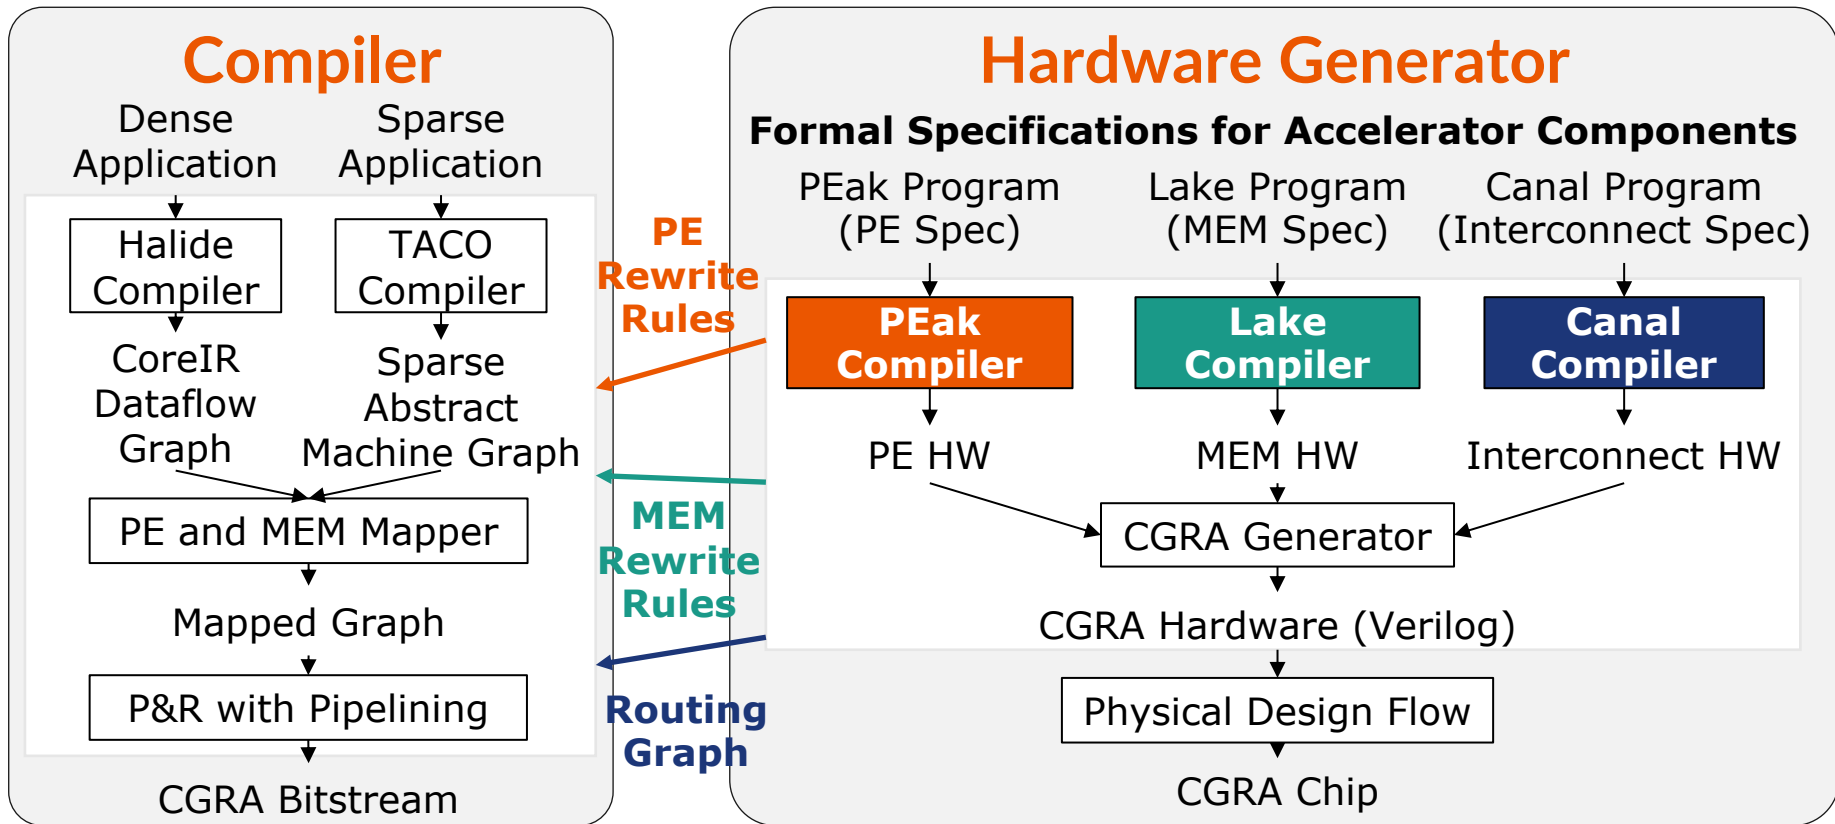 Compiler
Dense
Application
Sparse
Application
Halide
Compiler
TACO
Compiler
CoreIR
Dataflow
Graph
Sparse
Abstract
Machine Graph
PE and MEM Mapper
Mapped Graph
P&R with Pipelining
CGRA Bitstream
PE
Rewrite
Rules
MEM
Rewrite
Rules
Routing
Graph
Hardware Generator
Formal Specifications for Accelerator Components
PEak Program
(PE Spec)
Lake Program
(MEM Spec)
Canal Program
(Interconnect Spec)
PEak
Compiler
Lake
Compiler
Canal
Compiler
PE HW
MEM HW
Interconnect HW
CGRA Generator
CGRA Hardware (Verilog)
Physical Design Flow
CGRA Chip